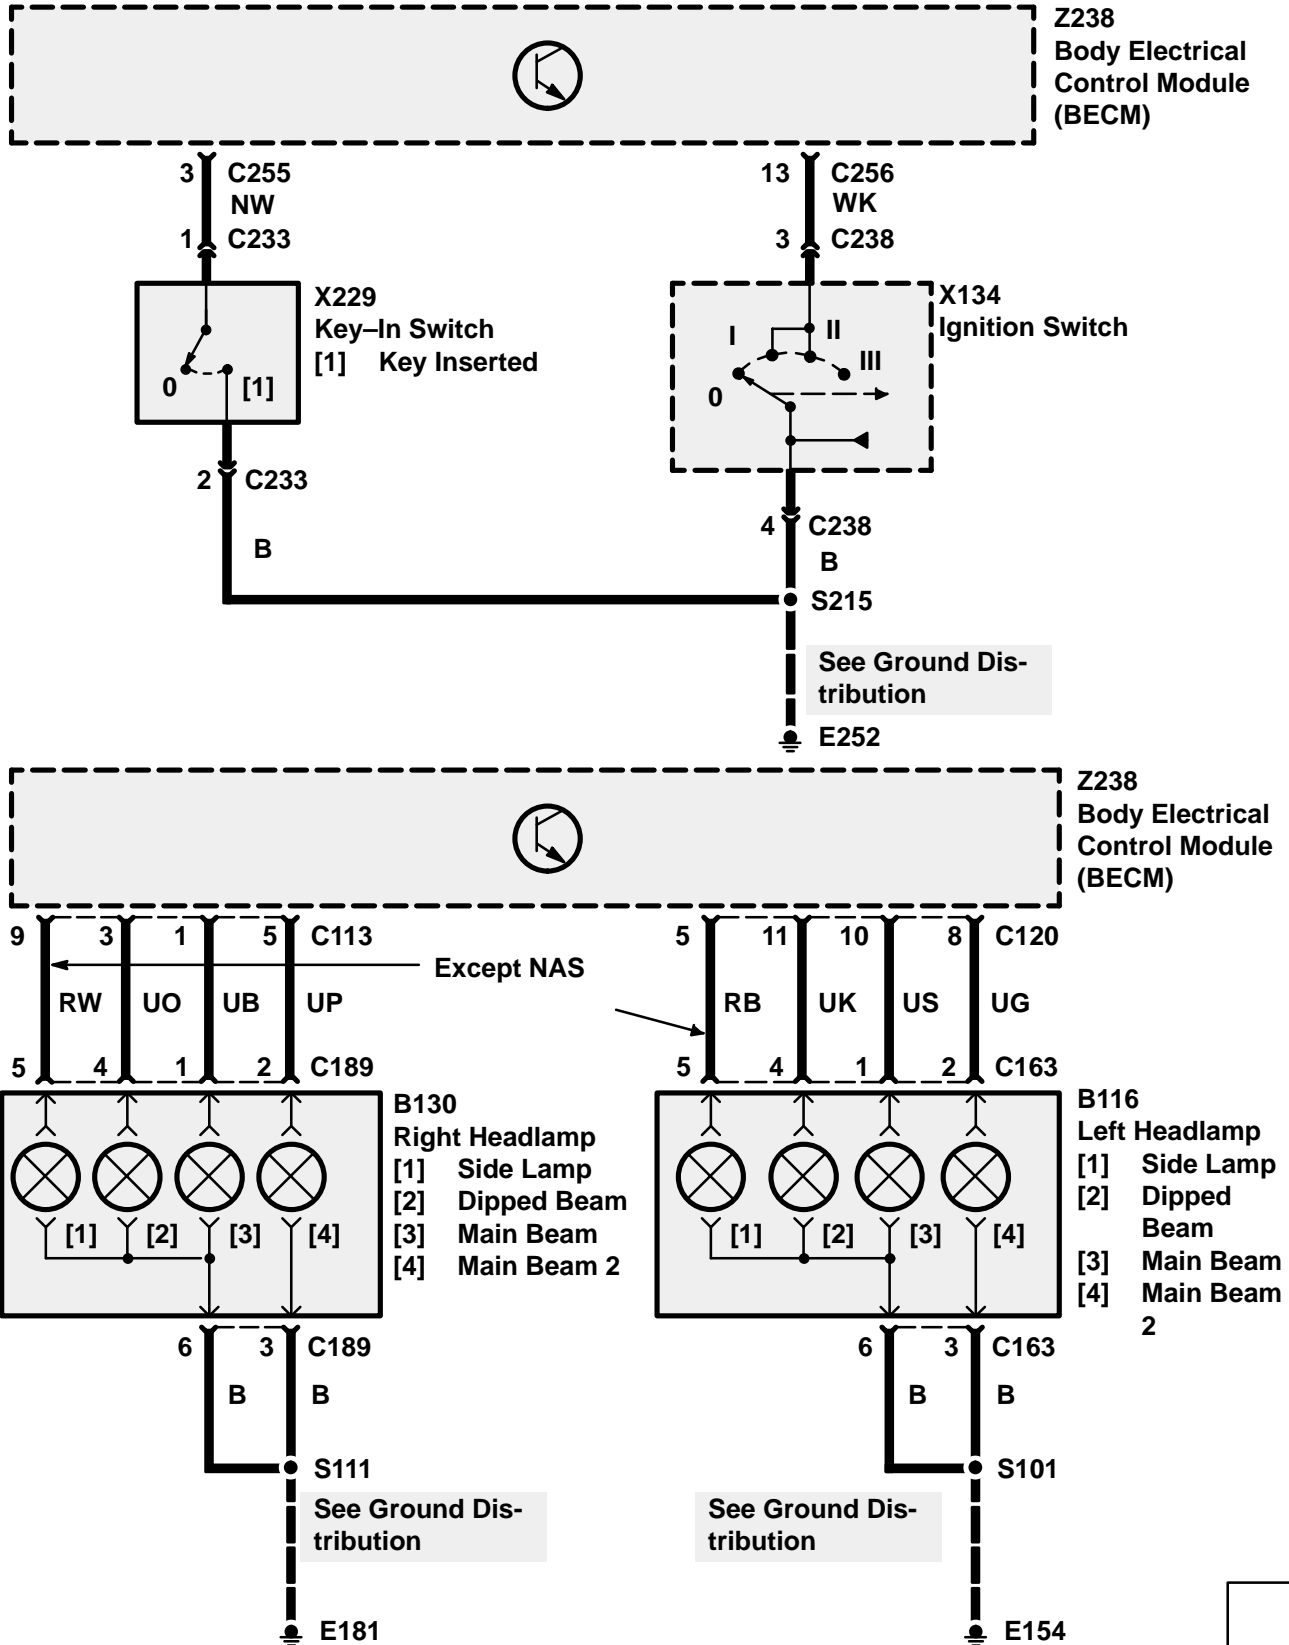 Z238
Body Electrical
Control Module
(BECM)
3 C255 13 C256
NW WK
1 C233 3 C238
X229
Key–In Switch
[1] Key Inserted
0 [1]
X134
Ignition Switch
I II III
0
2 C233
B
4 C238
B
S215
See Ground Dis-
tribution
E252
Z238
Body Electrical
Control Module
(BECM)
9 3 1 5 C113
5 11 10 8 C120
Except NAS
RW UO UB UP
RB UK US UG
5 4 1 2 C189
5 4 1 2 C163
B130
Right Headlamp
[1] Side Lamp
[2] Dipped Beam
[3] Main Beam
[4] Main Beam 2
[1] [2] [3] [4]
B116
Left Headlamp
[1] Side Lamp
[2] Dipped
Beam
[3] Main Beam
[4] Main Beam
2
[1] [2] [3] [4]
6 3 C189
6 3 C163
B B
B B
S111
S101
See Ground Dis-
tribution
See Ground Dis-
tribution
E181
E154